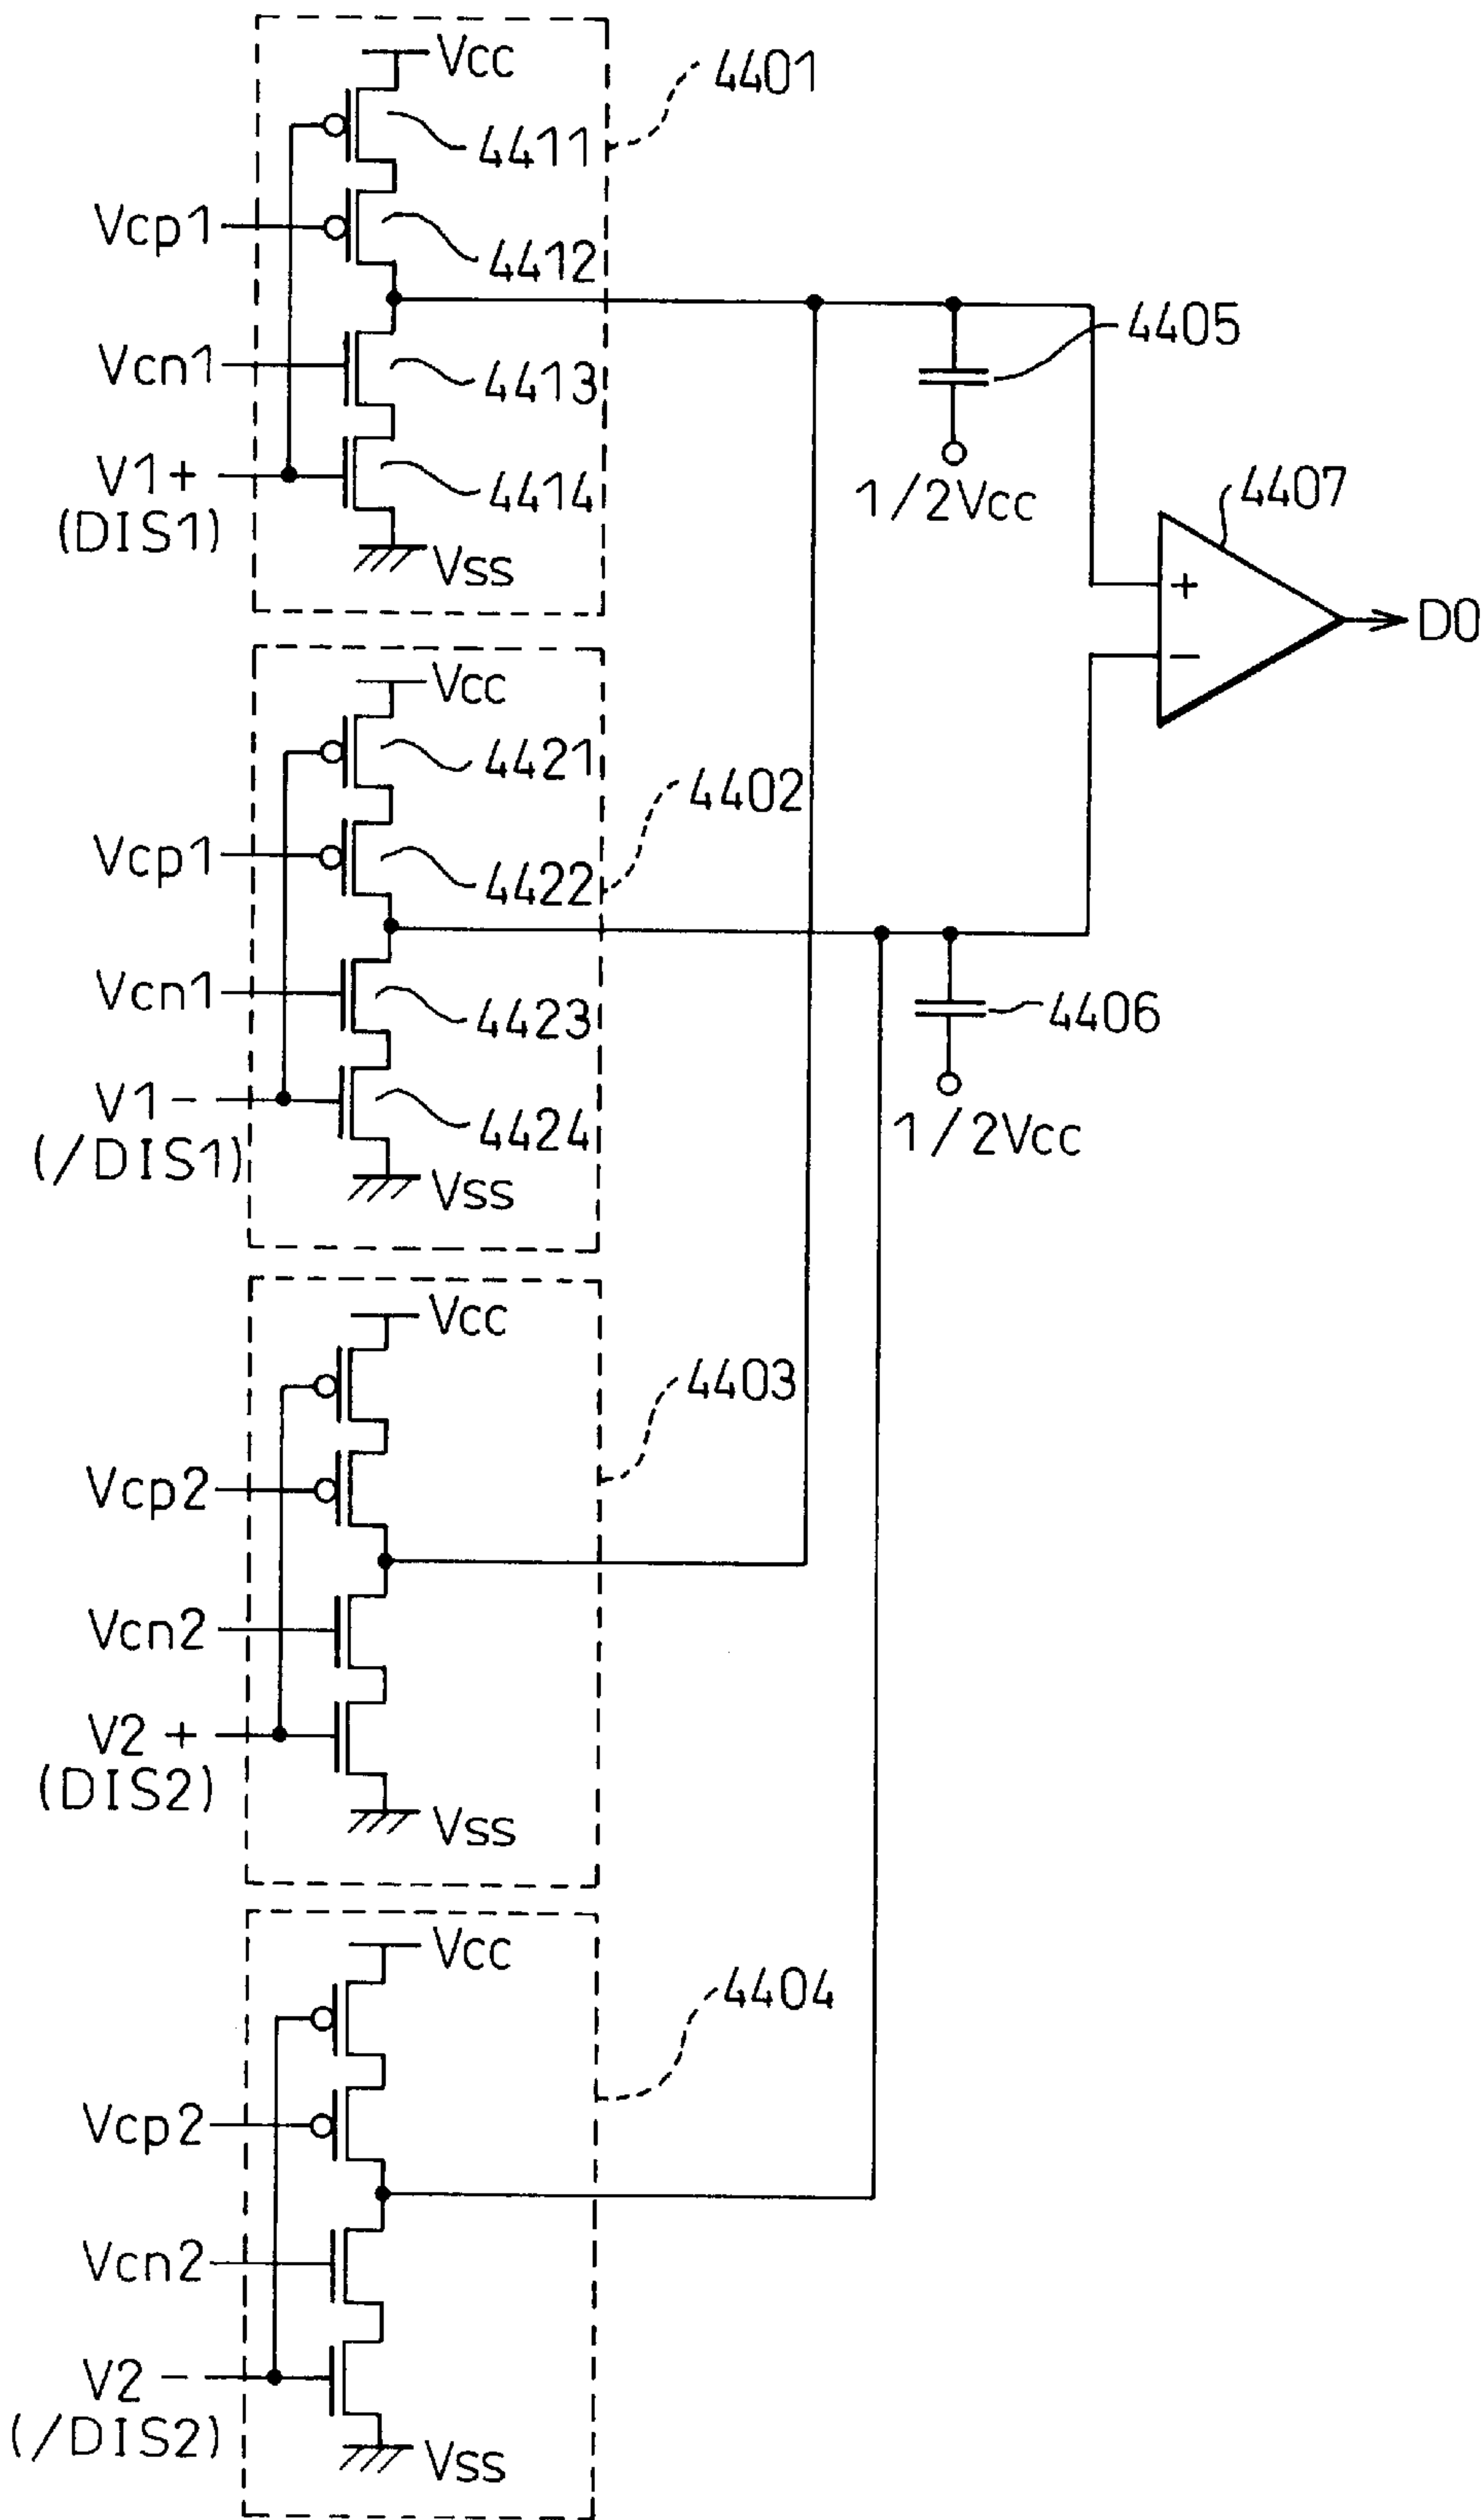 Vcc
4401
4411
Vcp1
4412
4405
Vcn1
4413
V1+
(DIS1)
4414
1/2Vcc
4407
Vss
+
−
DO
Vcc
4421
4402
Vcp1
4422
Vcn1
4423
4406
V1−
(/DIS1)
4424
1/2Vcc
Vss
Vcc
4403
Vcp2
Vcn2
V2+
(DIS2)
Vss
Vcc
4404
Vcp2
Vcn2
V2−
(/DIS2)
Vss